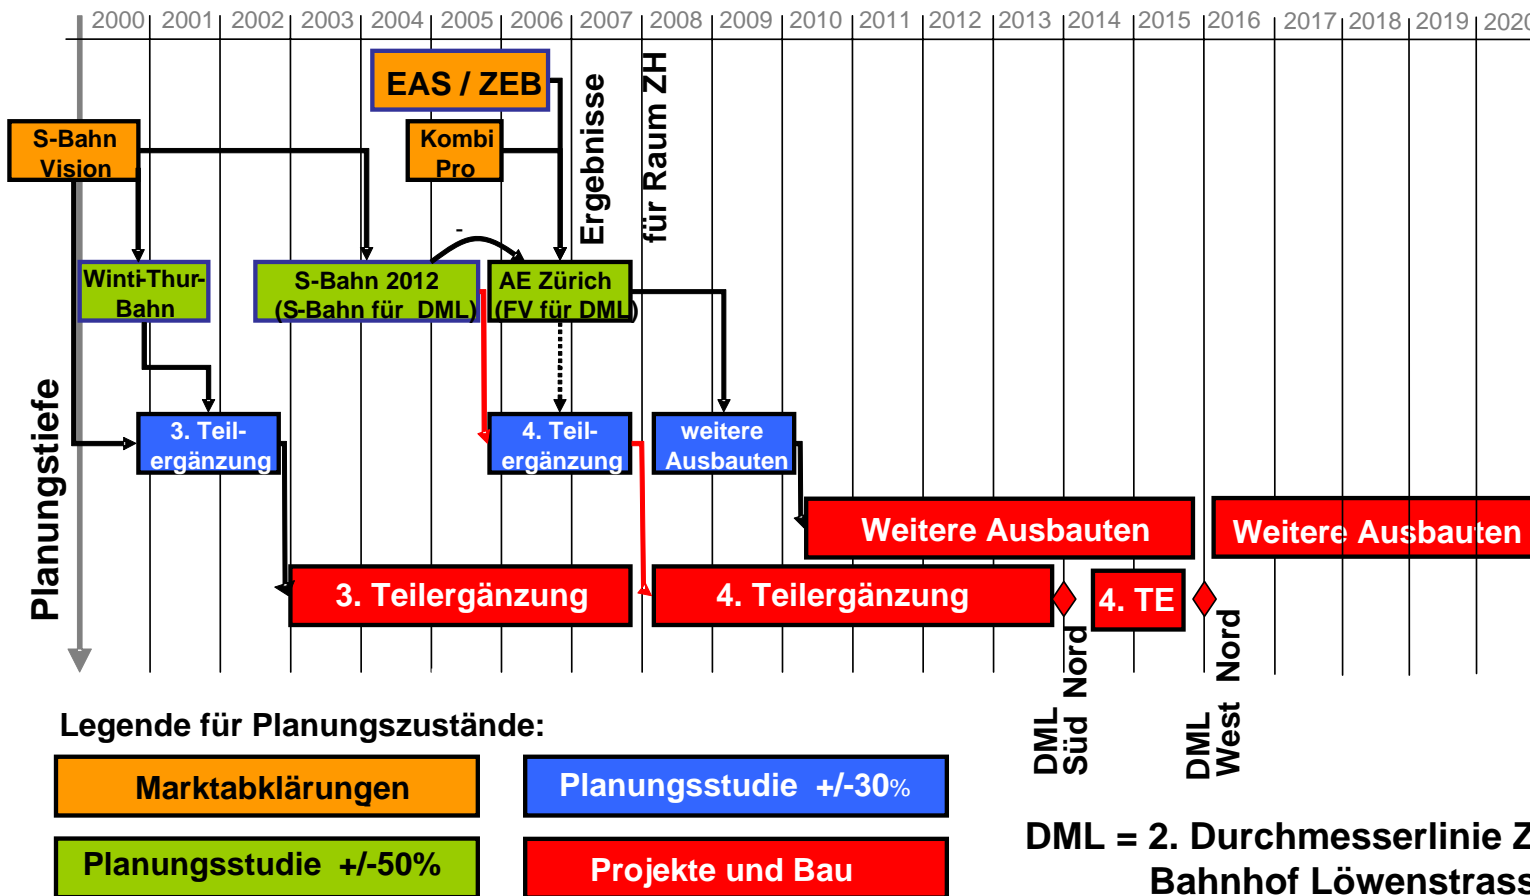 2000 2001 2002 2003 2004 2005 2006 2007 2008 2009 2010 2011 2012 2013 2014 2015 2016 2017 2018 2019 2020
EAS / ZEB
Ergebnisse
für Raum ZH
S-Bahn
Vision
Kombi
Pro
-
Winti-Thur-
Bahn
S-Bahn 2012
(S-Bahn für DML)
AE Zürich
(FV für DML)
Planungstiefe
3. Teil-
ergänzung
4. Teil-
ergänzung
weitere
Ausbauten
Weitere Ausbauten
Weitere Ausbauten
3. Teilergänzung
4. Teilergänzung
4. TE
DML
Süd Nord
DML
West Nord
Legende für Planungszustände:
Marktabklärungen
Planungsstudie +/-30%
Planungsstudie +/-50%
Projekte und Bau
DML = 2. Durchmesserlinie Z
Bahnhof Löwenstrass